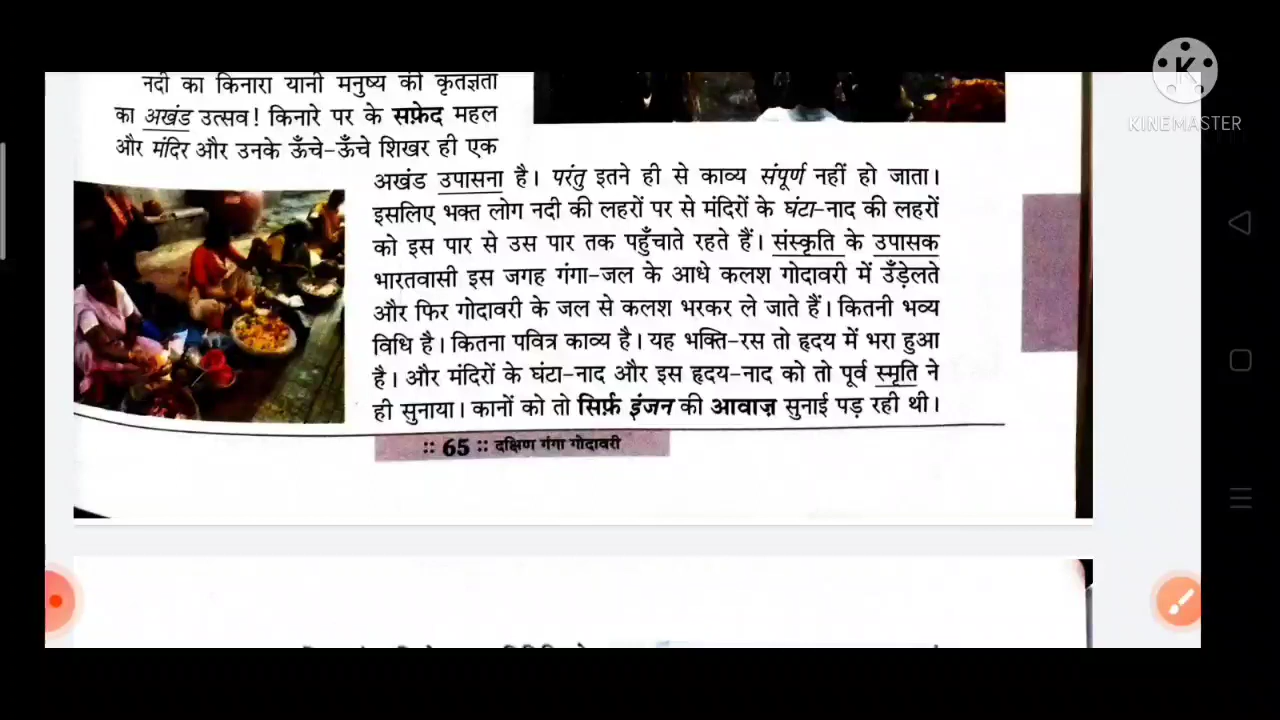 नदी का किनारा यानी मनुष्य की कृतज्ञता
का अखंड उत्सव! किनारे पर के सफ़ेद महल
और मंदिर और उनके ऊँचे-ऊँचे शिखर ही एक
अखंड उपासना है। परंतु इतने ही से काव्य संपूर्ण नहीं हो जाता।
इसलिए भक्त लोग नदी की लहरों पर से मंदिरों के घंटा-नाद की लहरों
को इस पार से उस पार तक पहुँचाते रहते हैं। संस्कृति के उपासक
भारतवासी इस जगह गंगा-जल के आधे कलश गोदावरी में उँड़ेलते
और फिर गोदावरी के जल से कलश भरकर ले जाते हैं। कितनी भव्य
विधि है। कितना पवित्र काव्य है। यह भक्ति-रस तो हृदय में भरा हुआ
है। और मंदिरों के घंटा-नाद और इस हृदय-नाद को तो पूर्व स्मृति ने
ही सुनाया। कानों को तो सिर्फ़ इंजन की आवाज़ सुनाई पड़ रही थी।
:: 65 :: दक्षिण गंगा गोदावरी
K
KINEMASTER